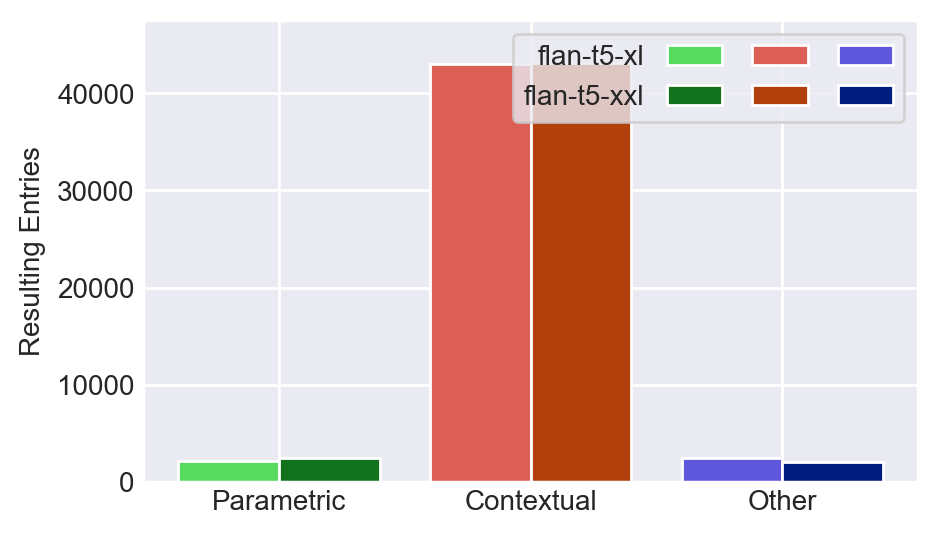 flan-t5-xl
flan-t5-xxl
Resulting Entries
40000
30000
20000
10000
0
Parametric Contextual Other